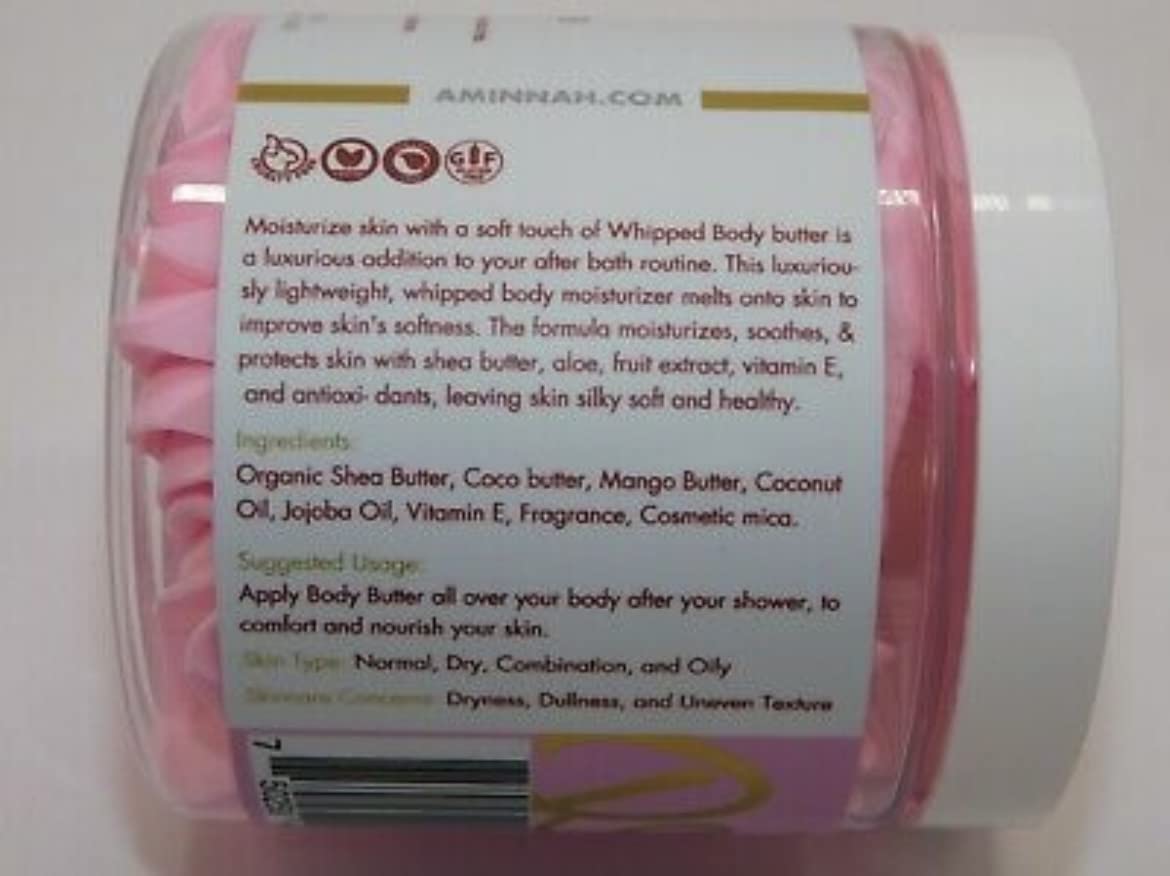 AMINNAH.COM
CRUELTY FREE
G F
Moisturize skin with a soft touch of Whipped Body butter is
a luxurious addition to your after bath routine. This luxuriou-
sly lightweight, whipped body moisturizer melts onto skin to
improve skin's softness. The formula moisturizes, soothes, &
protects skin with shea butter, aloe, fruit extract, vitamin E,
and antioxi- dants, leaving skin silky soft and healthy.
Ingredients:
Organic Shea Butter, Coco butter, Mango Butter, Coconut
Oil, Jojoba Oil, Vitamin E, Fragrance, Cosmetic mica.
Suggested Usage:
Apply Body Butter all over your body after your shower, to
comfort and nourish your skin.
Skin Type: Normal, Dry, Combination, and Oily
Skincare Concerns: Dryness, Dullness, and Uneven Texture
7